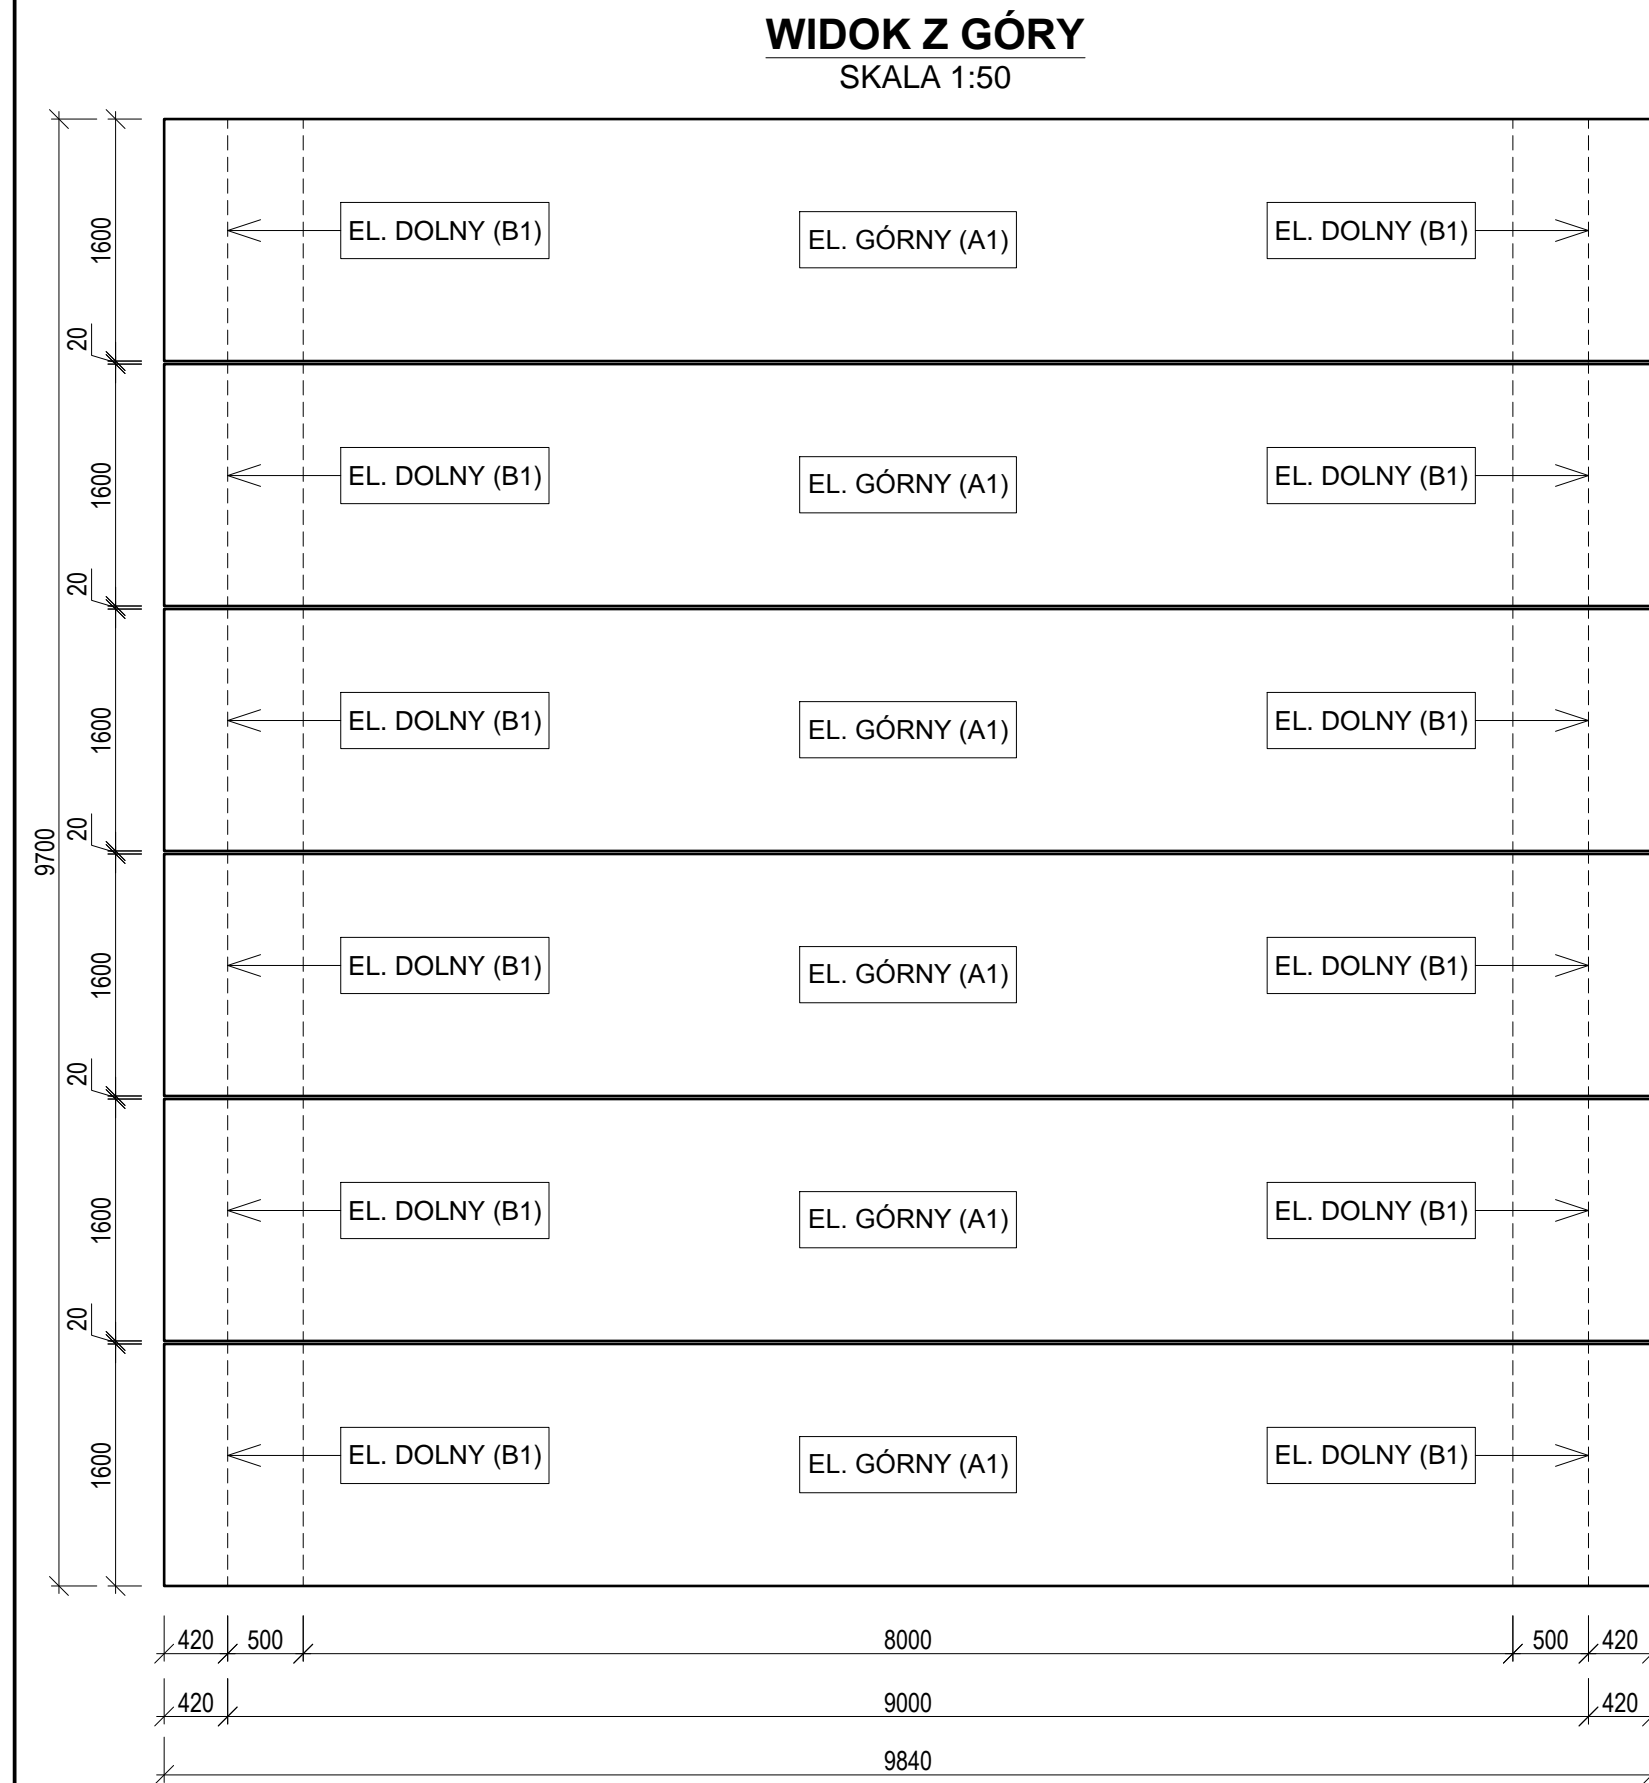 WIDOK Z GÓRY
SKALA 1:50
1600
EL. DOLNY (B1)
EL. GÓRNY (A1)
EL. DOLNY (B1)
20
1600
EL. DOLNY (B1)
EL. GÓRNY (A1)
EL. DOLNY (B1)
20
1600
EL. DOLNY (B1)
EL. GÓRNY (A1)
EL. DOLNY (B1)
9700
20
1600
EL. DOLNY (B1)
EL. GÓRNY (A1)
EL. DOLNY (B1)
20
1600
EL. DOLNY (B1)
EL. GÓRNY (A1)
EL. DOLNY (B1)
20
1600
EL. DOLNY (B1)
EL. GÓRNY (A1)
EL. DOLNY (B1)
420 500 8000 500 420
420 9000 420
9840